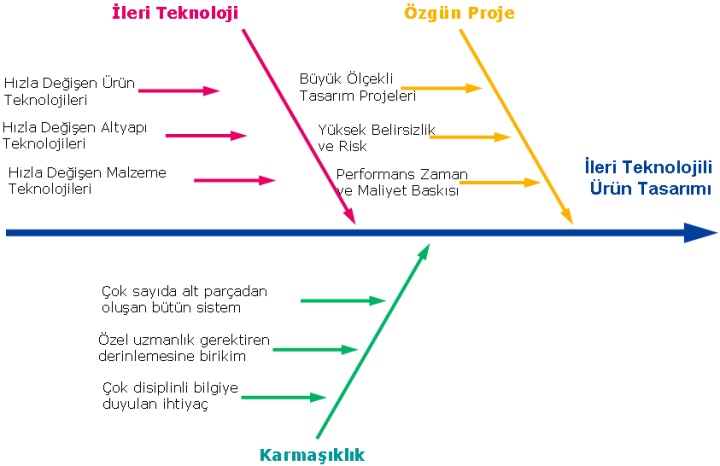 İleri Teknoloji
Özgün Proje
Hızla Değişen Ürün
Teknolojileri
Hızla Değişen Altyapı
Teknolojileri
Hızla Değişen Malzeme
Teknolojileri
Büyük Ölçekli
Tasarım Projeleri
Yüksek Belirsizlik
ve Risk
Performans Zaman
ve Maliyet Baskısı
İleri Teknolojili
Ürün Tasarımı
Çok sayıda alt parçadan
oluşan bütün sistem
Özel uzmanlık gerektiren
derinlemesine birikim
Çok disiplinli bilgiye
duyulan ihtiyaç
Karmaşıklık